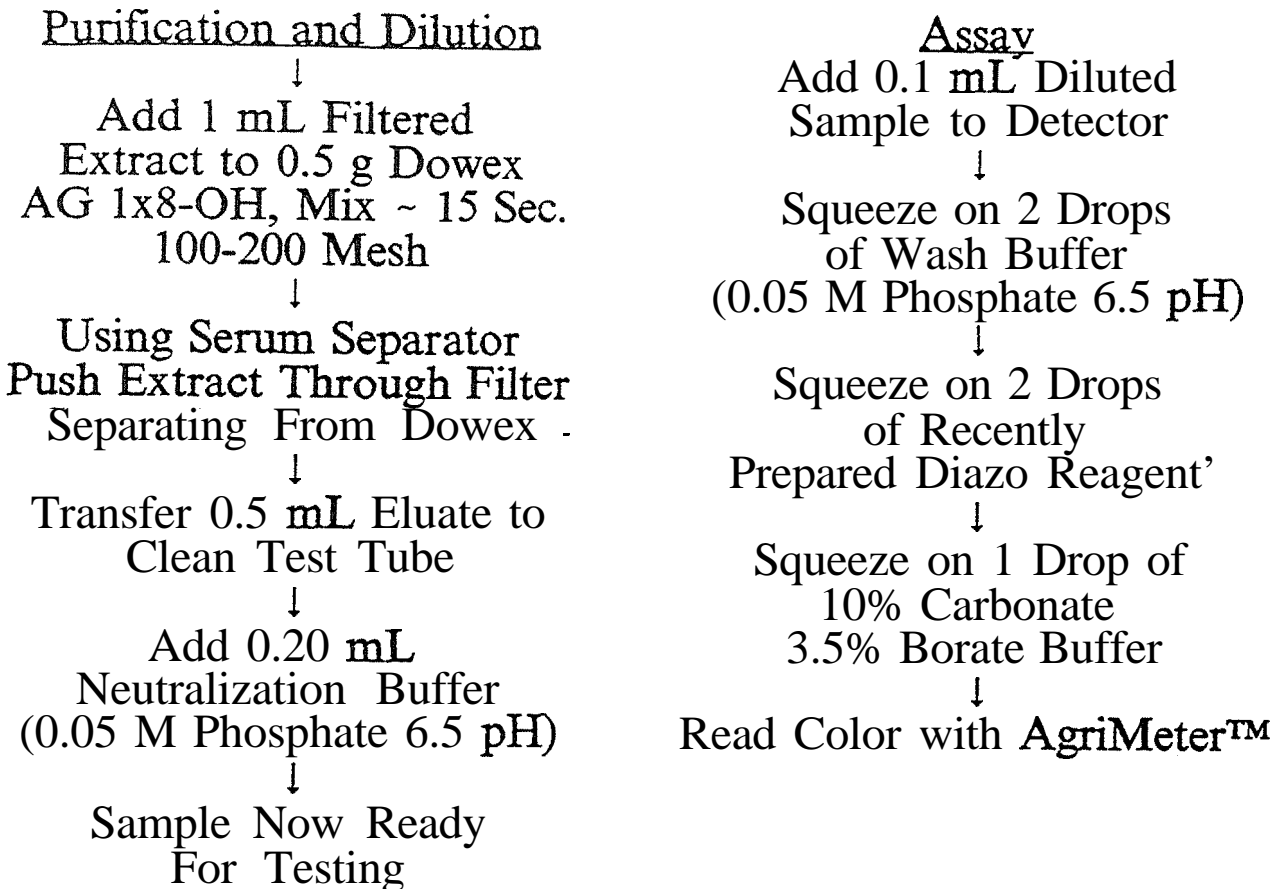 Purification and Dilution
↓
Add 1 mL Filtered
Extract to 0.5 g Dowex
AG 1x8-OH, Mix ~ 15 Sec.
100-200 Mesh
↓
Using Serum Separator
Push Extract Through Filter
Separating From Dowex -
↓
Transfer 0.5 mL Eluate to
Clean Test Tube
↓
Add 0.20 mL
Neutralization Buffer
(0.05 M Phosphate 6.5 pH)
↓
Sample Now Ready
For Testing
Assay
Add 0.1 mL Diluted
Sample to Detector
↓
Squeeze on 2 Drops
of Wash Buffer
(0.05 M Phosphate 6.5 pH)
↓
Squeeze on 2 Drops
of Recently
Prepared Diazo Reagent’
↓
Squeeze on 1 Drop of
10% Carbonate
3.5% Borate Buffer
↓
Read Color with AgriMeter™